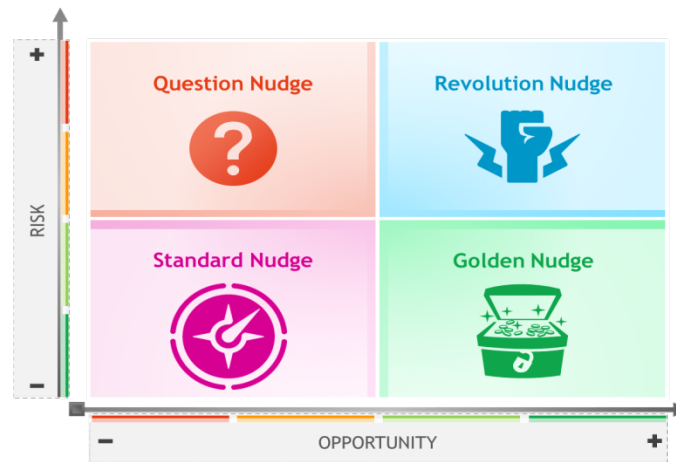 +
Question Nudge
Revolution Nudge
?
RISK
Standard Nudge
Golden Nudge
-
- OPPORTUNITY +